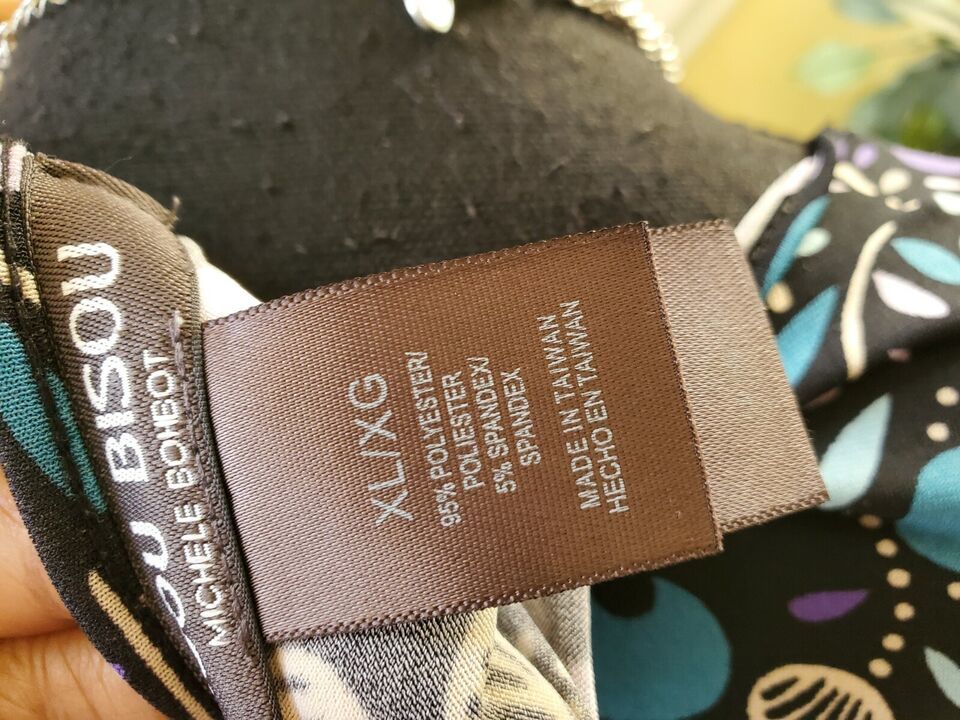 BISOU
MICHELE BOHBOT
XL/XG
95% POLYESTER/
POLIESTER
5% SPANDEX/
SPANDEX
MADE IN TAIWAN
HECHO EN TAIWAN